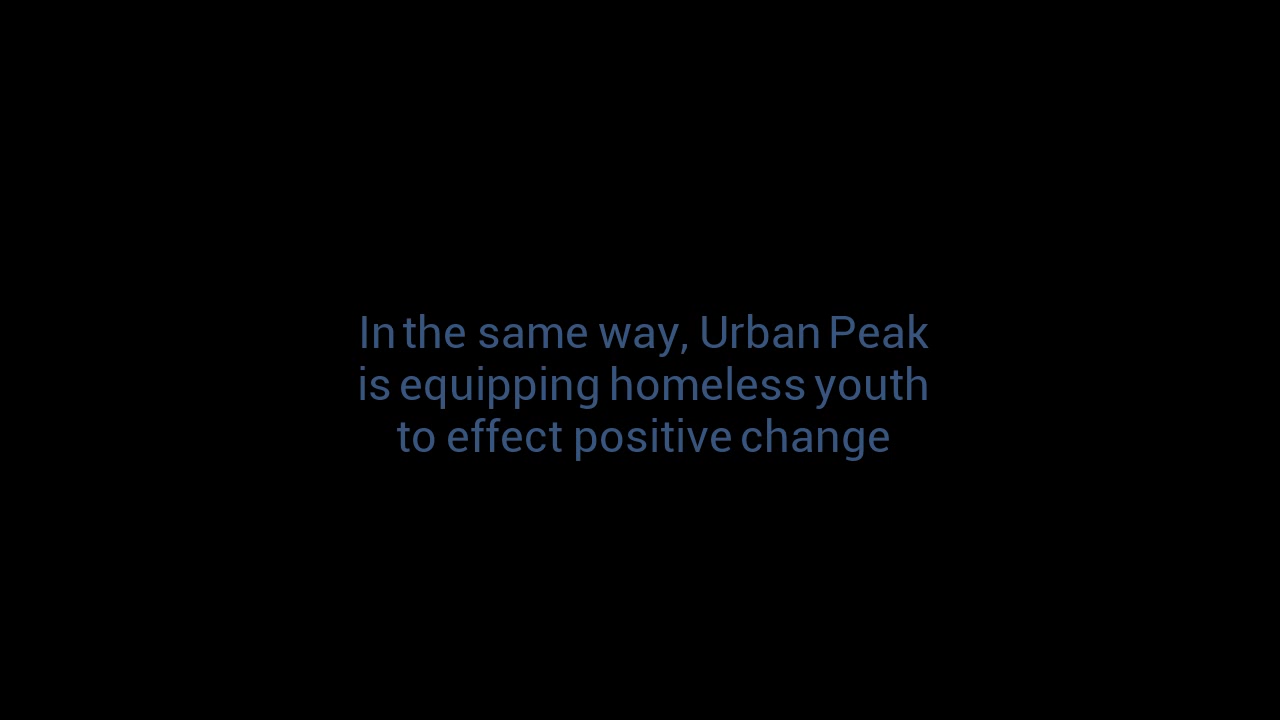 In the same way, Urban Peak
is equipping homeless youth
to effect positive change